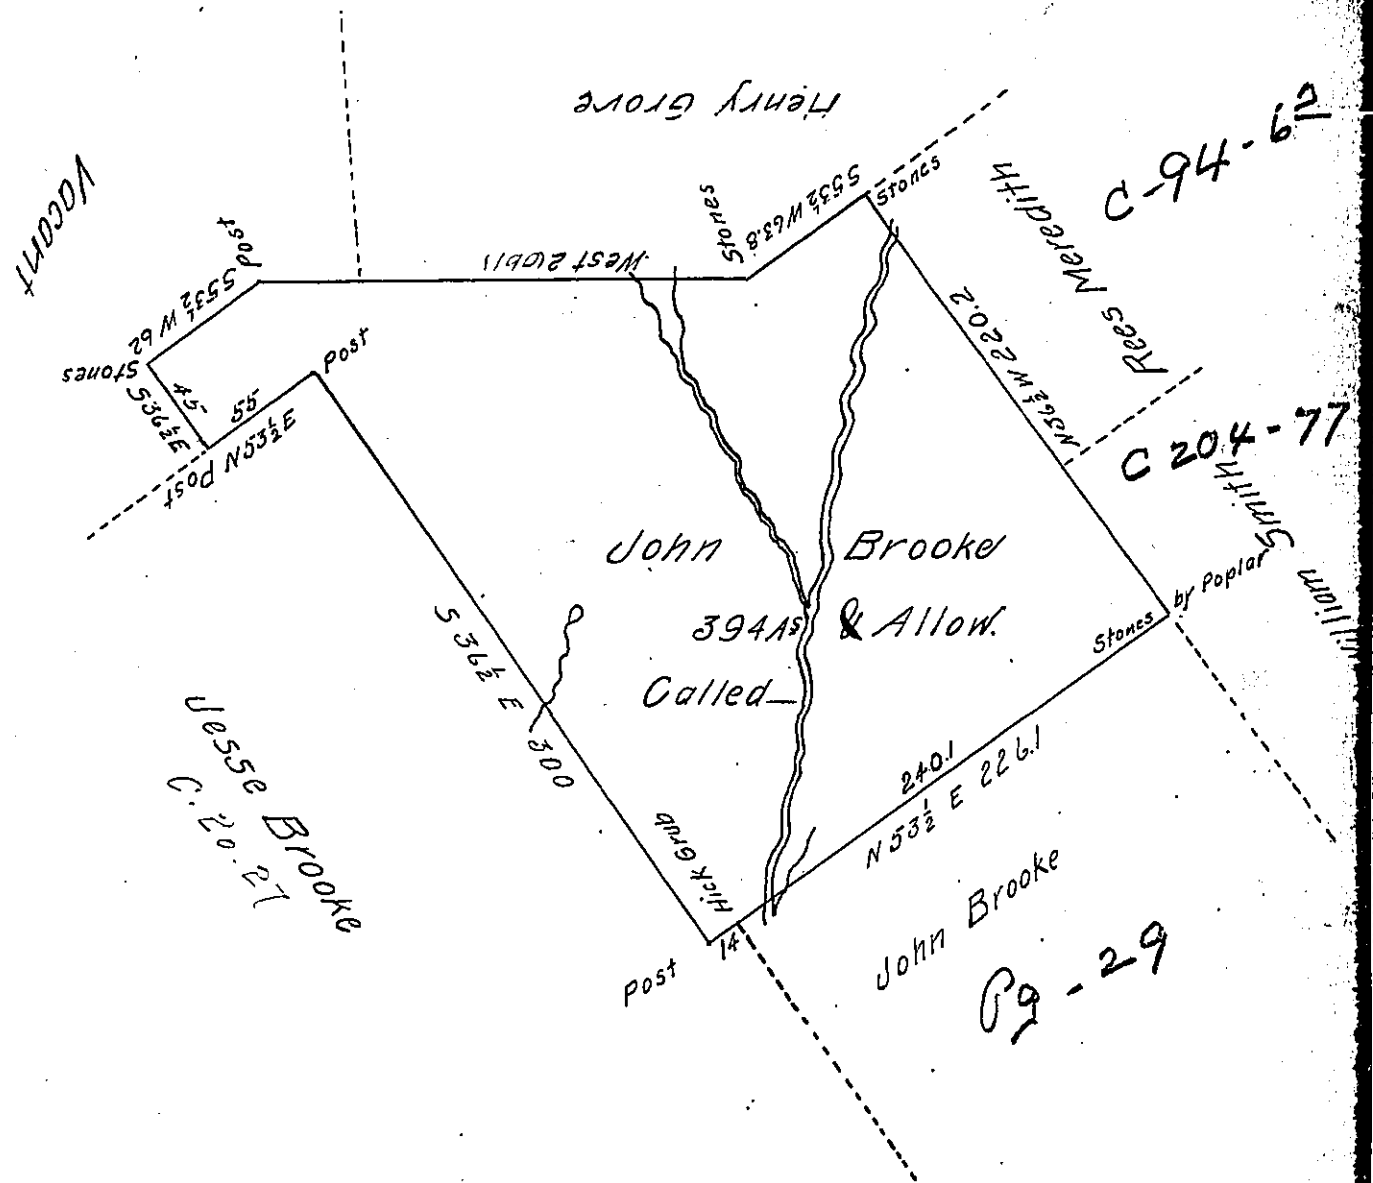 Henry Grove
C-94-67
Vacant
Rees Meredith
Stones
S 53½ W 63.8
Stones
West 2
Post
S 53½ W 62
Stones
S 36½ E
45
55
N 53½ E
Post
Post
N 36½ W 220.2
C 204-77
William Smith
John Brooke
394 As & Allow.
Called—
Stones by Poplar
S 36½ E 300
240.1
N 53½ E 226.1
Jesse Brooke
C. 20. 27
Hick Grub
14
Post
John Brooke
Pg - 29